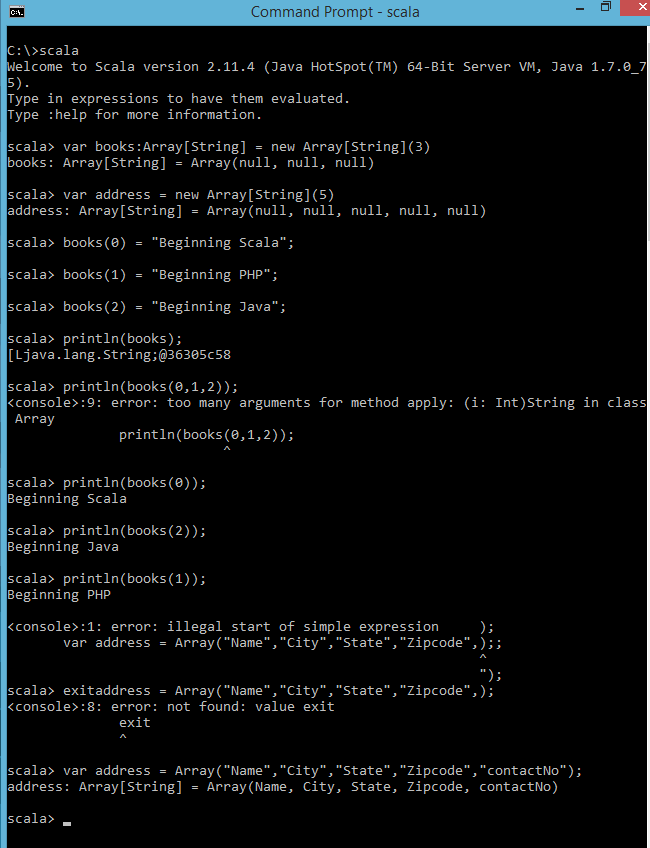 Command Prompt - scala
C:\>scala
Welcome to Scala version 2.11.4 (Java HotSpot(TM) 64-Bit Server VM, Java 1.7.0_7
5).
Type in expressions to have them evaluated.
Type :help for more information.
scala> var books:Array[String] = new Array[String](3)
books: Array[String] = Array(null, null, null)
scala> var address = new Array[String](5)
address: Array[String] = Array(null, null, null, null, null)
scala> books(0) = "Beginning Scala";
scala> books(1) = "Beginning PHP";
scala> books(2) = "Beginning Java";
scala> println(books);
[Ljava.lang.String;@36305c58
scala> println(books(0,1,2));
<console>:9: error: too many arguments for method apply: (i: Int)String in class
 Array
              println(books(0,1,2));
                           ^
scala> println(books(0));
Beginning Scala
scala> println(books(2));
Beginning Java
scala> println(books(1));
Beginning PHP
<console>:1: error: illegal start of simple expression     );
       var address = Array("Name","City","State","Zipcode",);;
                                                           ^
                                                           ");
scala> exitaddress = Array("Name","City","State","Zipcode",);
<console>:8: error: not found: value exit
              exit
              ^
scala> var address = Array("Name","City","State","Zipcode","contactNo");
address: Array[String] = Array(Name, City, State, Zipcode, contactNo)
scala> _